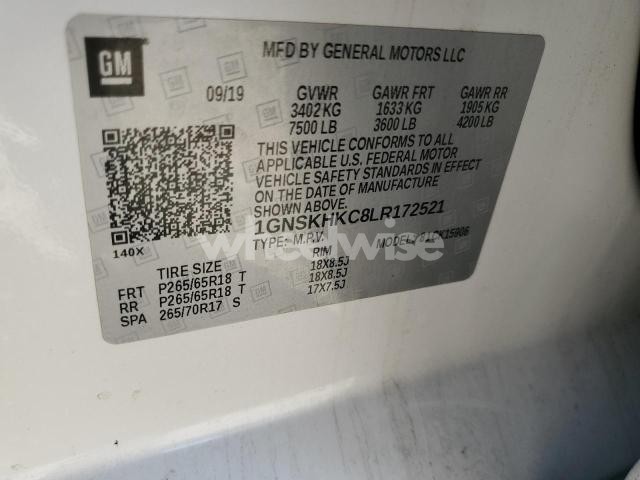 GM
MFD BY GENERAL MOTORS LLC
09/19 GVWR GAWR FRT GAWR RR
3402 KG 1633 KG 1905 KG
7500 LB 3600 LB 4200 LB
THIS VEHICLE CONFORMS TO ALL
APPLICABLE U.S. FEDERAL MOTOR
VEHICLE SAFETY STANDARDS IN EFFECT
ON THE DATE OF MANUFACTURE
SHOWN ABOVE.
1GNSKHKC8LR172521
140X
TYPE: M.P.V. MODEL:
wheelwise
TIRE SIZE RIM
FRT P265/65R18 T 18X8.5J
RR P265/65R18 T 18X8.5J
SPA 265/70R17 S 17X7.5J